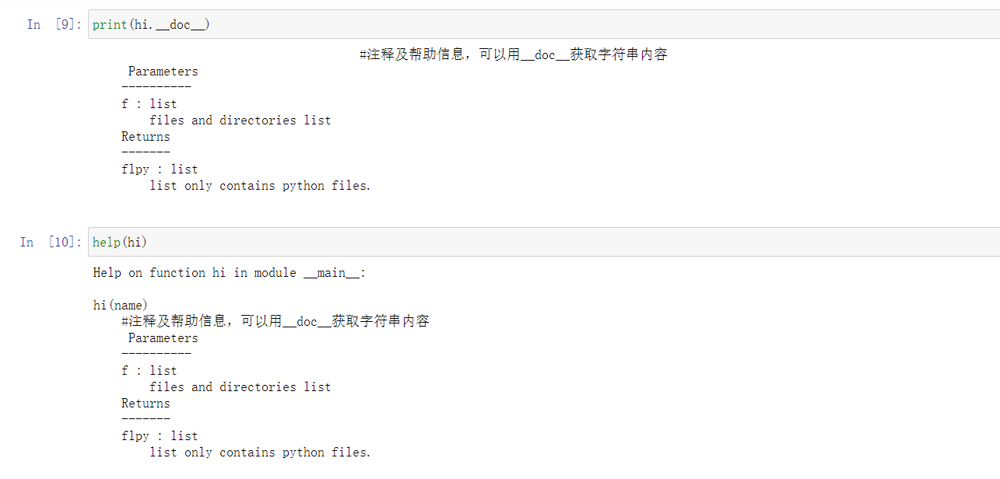 In [9]: print(hi.__doc__)
#注释及帮助信息，可以用__doc__获取字符串内容
Parameters
----------
f : list
files and directories list
Returns
-------
flpy : list
list only contains python files.
In [10]: help(hi)
Help on function hi in module __main__:
hi(name)
#注释及帮助信息，可以用__doc__获取字符串内容
Parameters
----------
f : list
files and directories list
Returns
-------
flpy : list
list only contains python files.